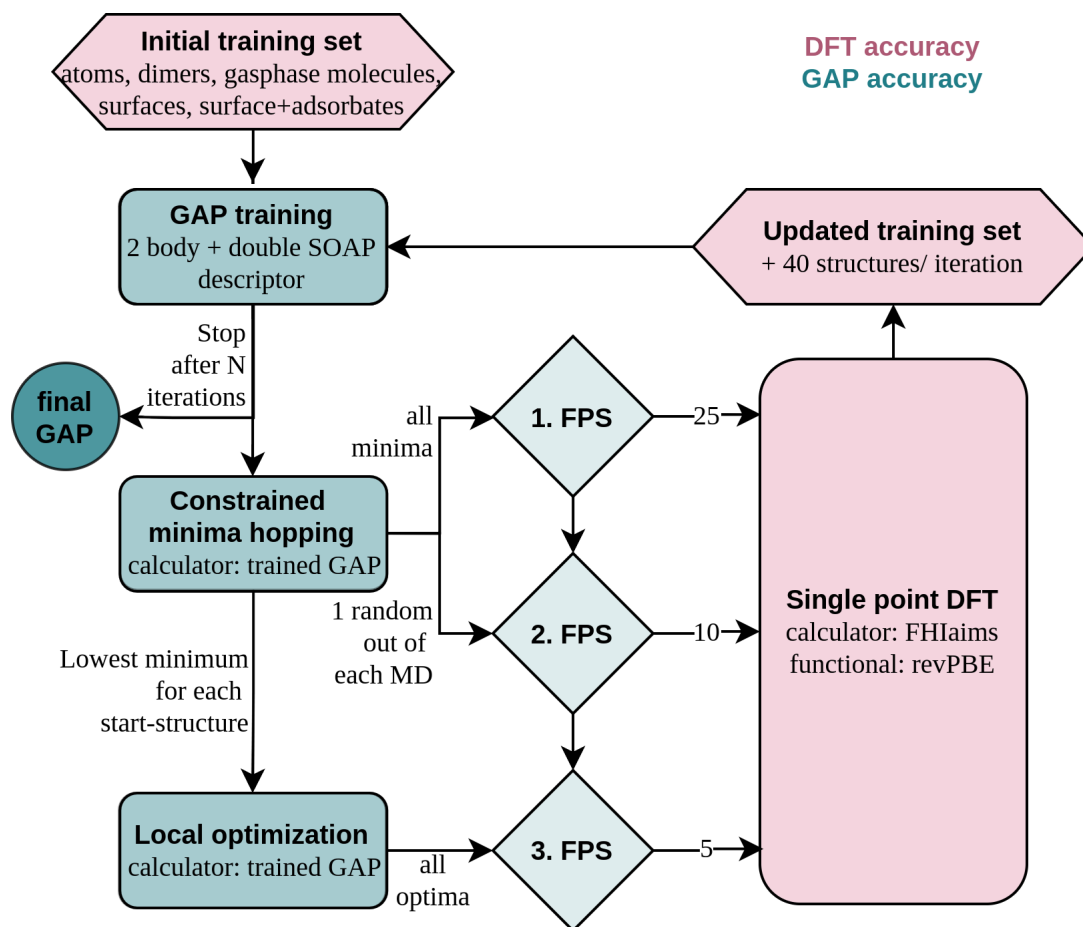 Initial training set
atoms, dimers, gasphase molecules,
surfaces, surface+adsorbates
DFT accuracy
GAP accuracy
GAP training
2 body + double SOAP
descriptor
Updated training set
+ 40 structures/ iteration
Stop
after N
iterations
final
GAP
all
minima
1. FPS
25
Constrained
minima hopping
calculator: trained GAP
1 random
out of
each MD
2. FPS
10
Single point DFT
calculator: FHIaims
functional: revPBE
Lowest minimum
for each
start-structure
Local optimization
calculator: trained GAP
all
optima
3. FPS
5